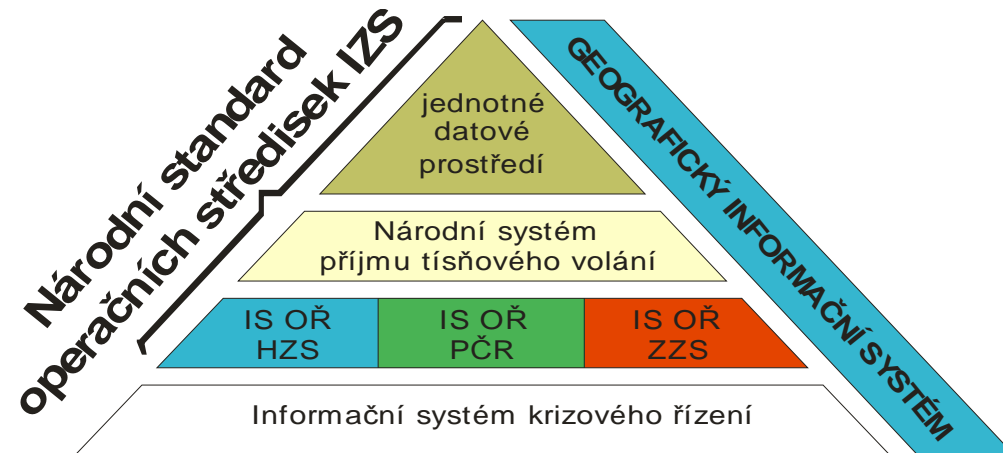 Národní standard
operačních středisek IZS
GEOGRAFICKÝ INFORMAČNÍ SYSTÉM
jednotné
datové
prostředí
Národní systém
příjmu tísňového volání
IS OŘ
HZS
IS OŘ
PČR
IS OŘ
ZZS
Informační systém krizového řízení